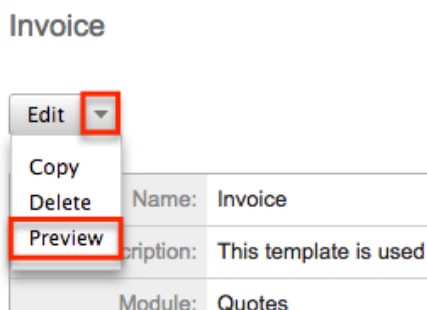 Invoice
Edit
Copy
Delete
Preview
Name: Invoice
cription: This template is used
Module: Quotes